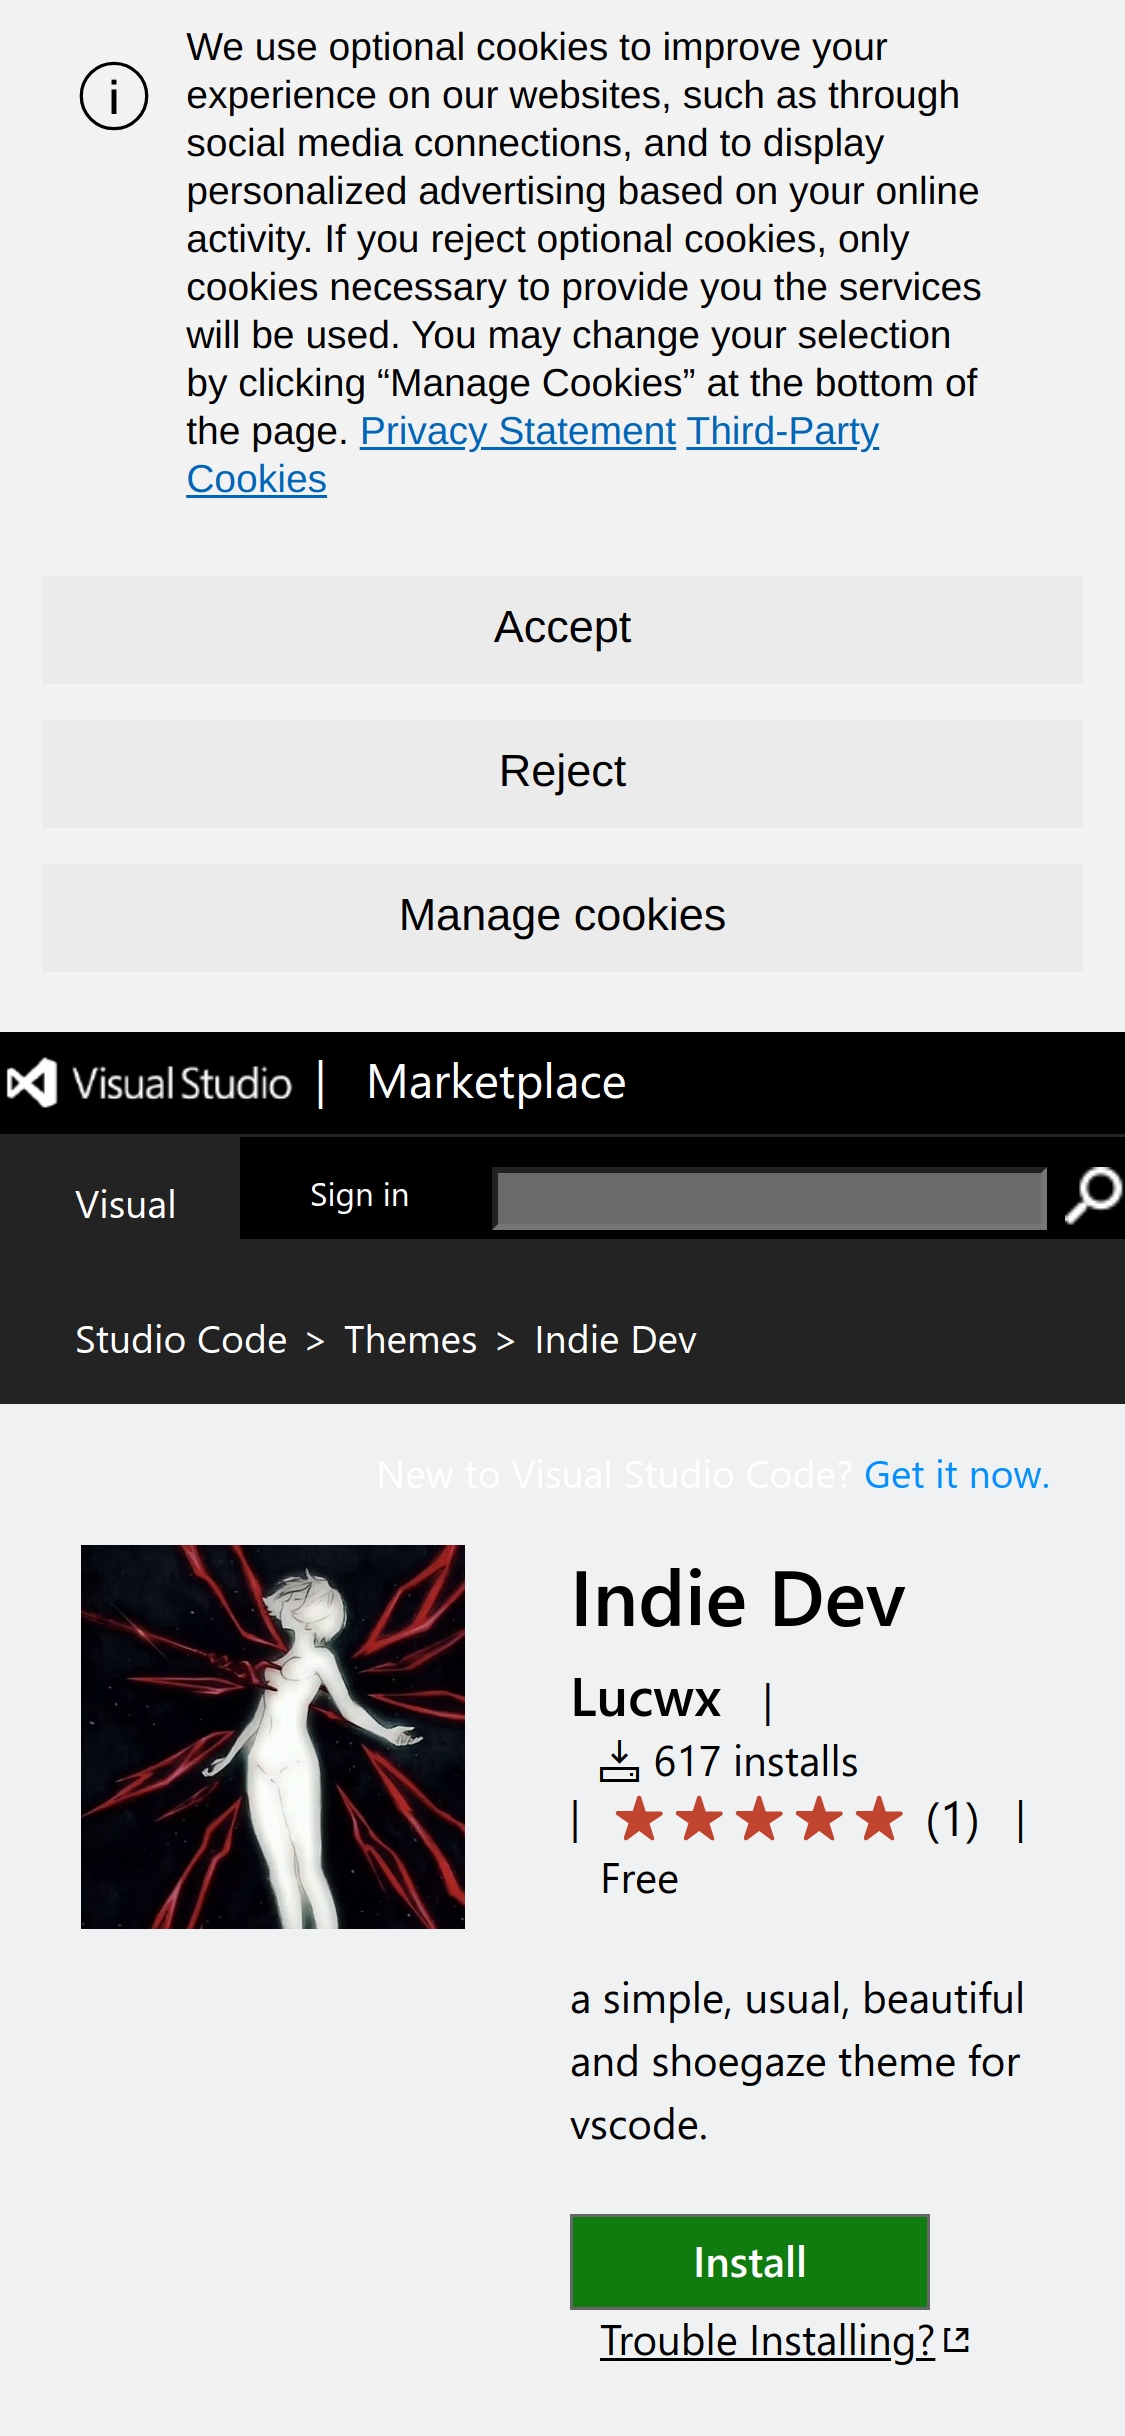 We use optional cookies to improve your
experience on our websites, such as through
social media connections, and to display
personalized advertising based on your online
activity. If you reject optional cookies, only
cookies necessary to provide you the services
will be used. You may change your selection
by clicking “Manage Cookies” at the bottom of
the page. Privacy Statement Third-Party
Cookies
Accept
Reject
Manage cookies
Visual Studio | Marketplace
Visual
Sign in
Studio Code > Themes > Indie Dev
New to Visual Studio Code? Get it now.
Indie Dev
Lucwx |
617 installs
| (1) |
Free
a simple, usual, beautiful
and shoegaze theme for
vscode.
Install
Trouble Installing?